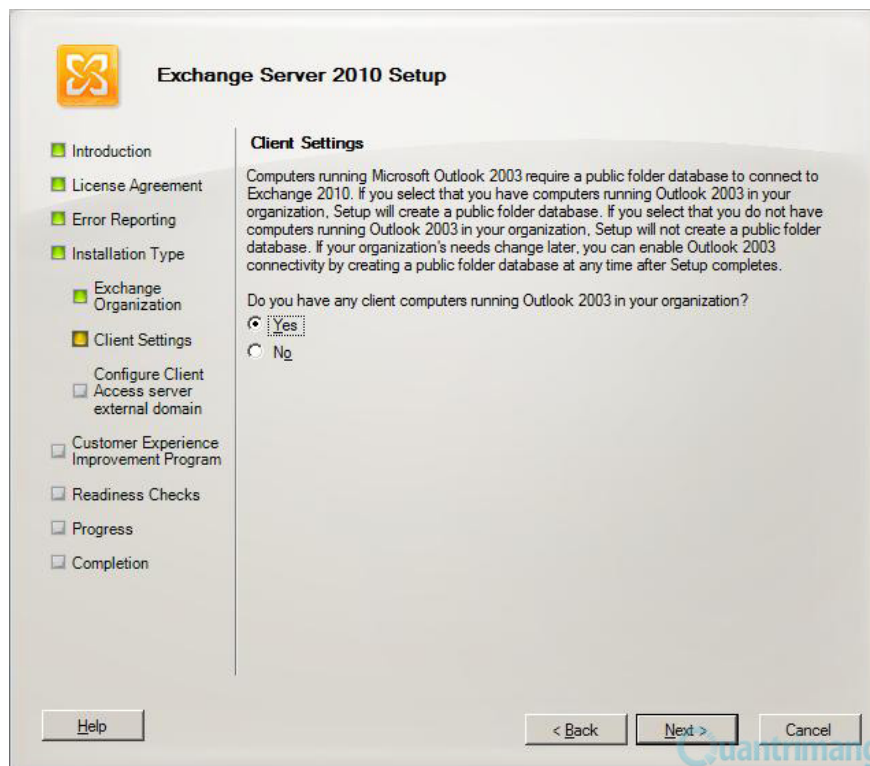 Exchange Server 2010 Setup
Introduction
License Agreement
Error Reporting
Installation Type
Exchange
Organization
Client Settings
Configure Client
Access server
external domain
Customer Experience
Improvement Program
Readiness Checks
Progress
Completion
Client Settings
Computers running Microsoft Outlook 2003 require a public folder database to connect to
Exchange 2010. If you select that you have computers running Outlook 2003 in your
organization, Setup will create a public folder database. If you select that you do not have
computers running Outlook 2003 in your organization, Setup will not create a public folder
database. If your organization's needs change later, you can enable Outlook 2003
connectivity by creating a public folder database at any time after Setup completes.
Do you have any client computers running Outlook 2003 in your organization?
Yes
No
Help
< Back
Next >
Cancel
Quantrimang